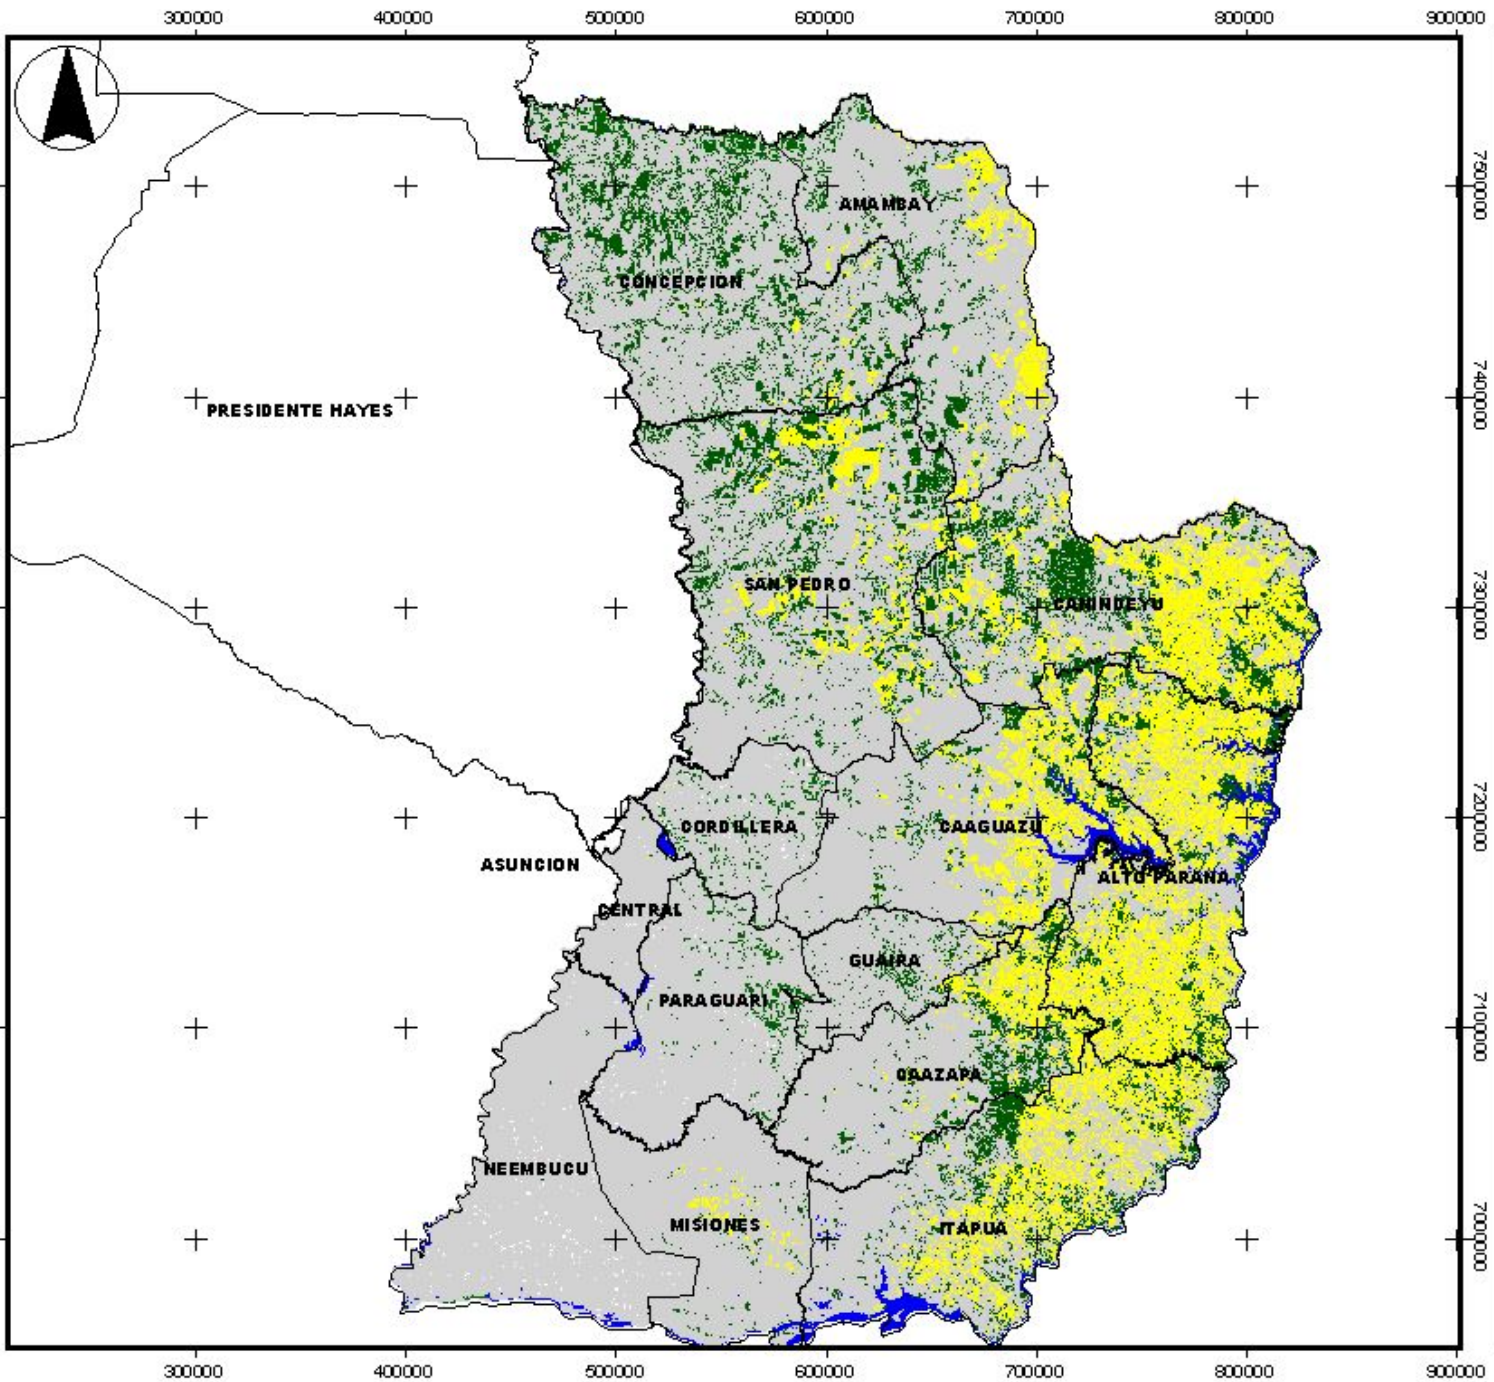 300000 400000 500000 600000 700000 800000 900000
7500000
AMAMBAY
CONCEPCION
7400000
PRESIDENTE HAYES
SAN PEDRO
7300000
CANINDEYU
7200000
CORDILLERA
CAAGUAZU
ASUNCION
ALTO PARANA
CENTRAL
GUAIRA
PARAGUARI
7100000
CAAZAPA
NEEMBUCU
MISIONES
ITAPUA
7000000
300000 400000 500000 600000 700000 800000 900000